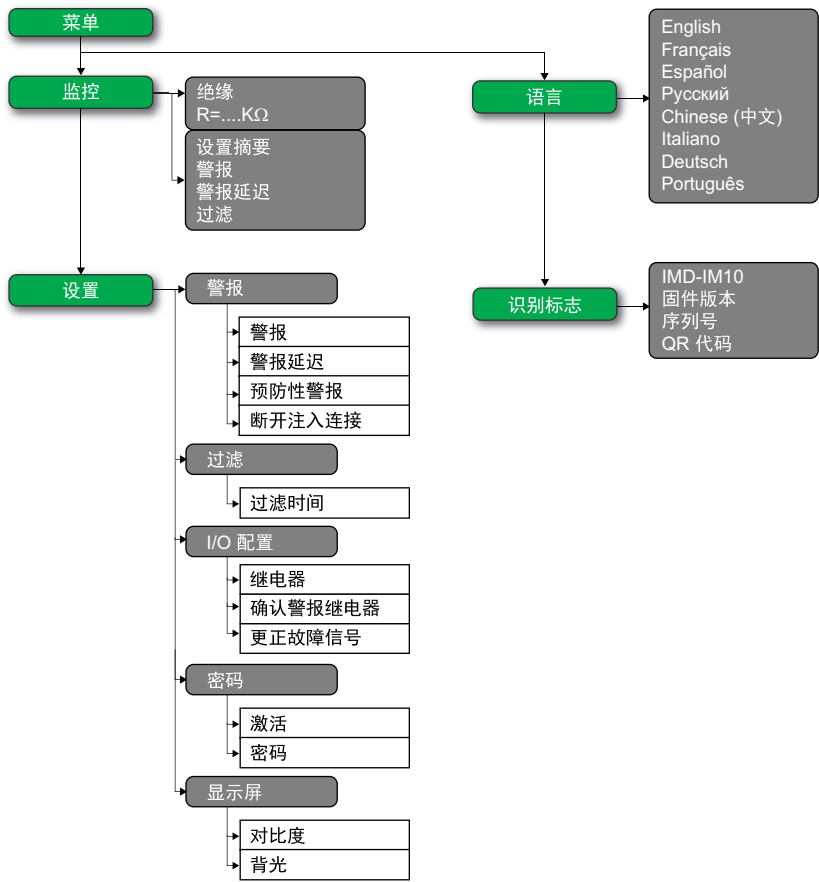 菜单
监控
绝缘
R=....KΩ
设置摘要
警报
警报延迟
过滤
设置
警报
警报
警报延迟
预防性警报
断开注入连接
过滤
过滤时间
I/O 配置
继电器
确认警报继电器
更正故障信号
密码
激活
密码
显示屏
对比度
背光
语言
English
Français
Español
Русский
Chinese (中文)
Italiano
Deutsch
Português
识别标志
IMD-IM10
固件版本
序列号
QR 代码